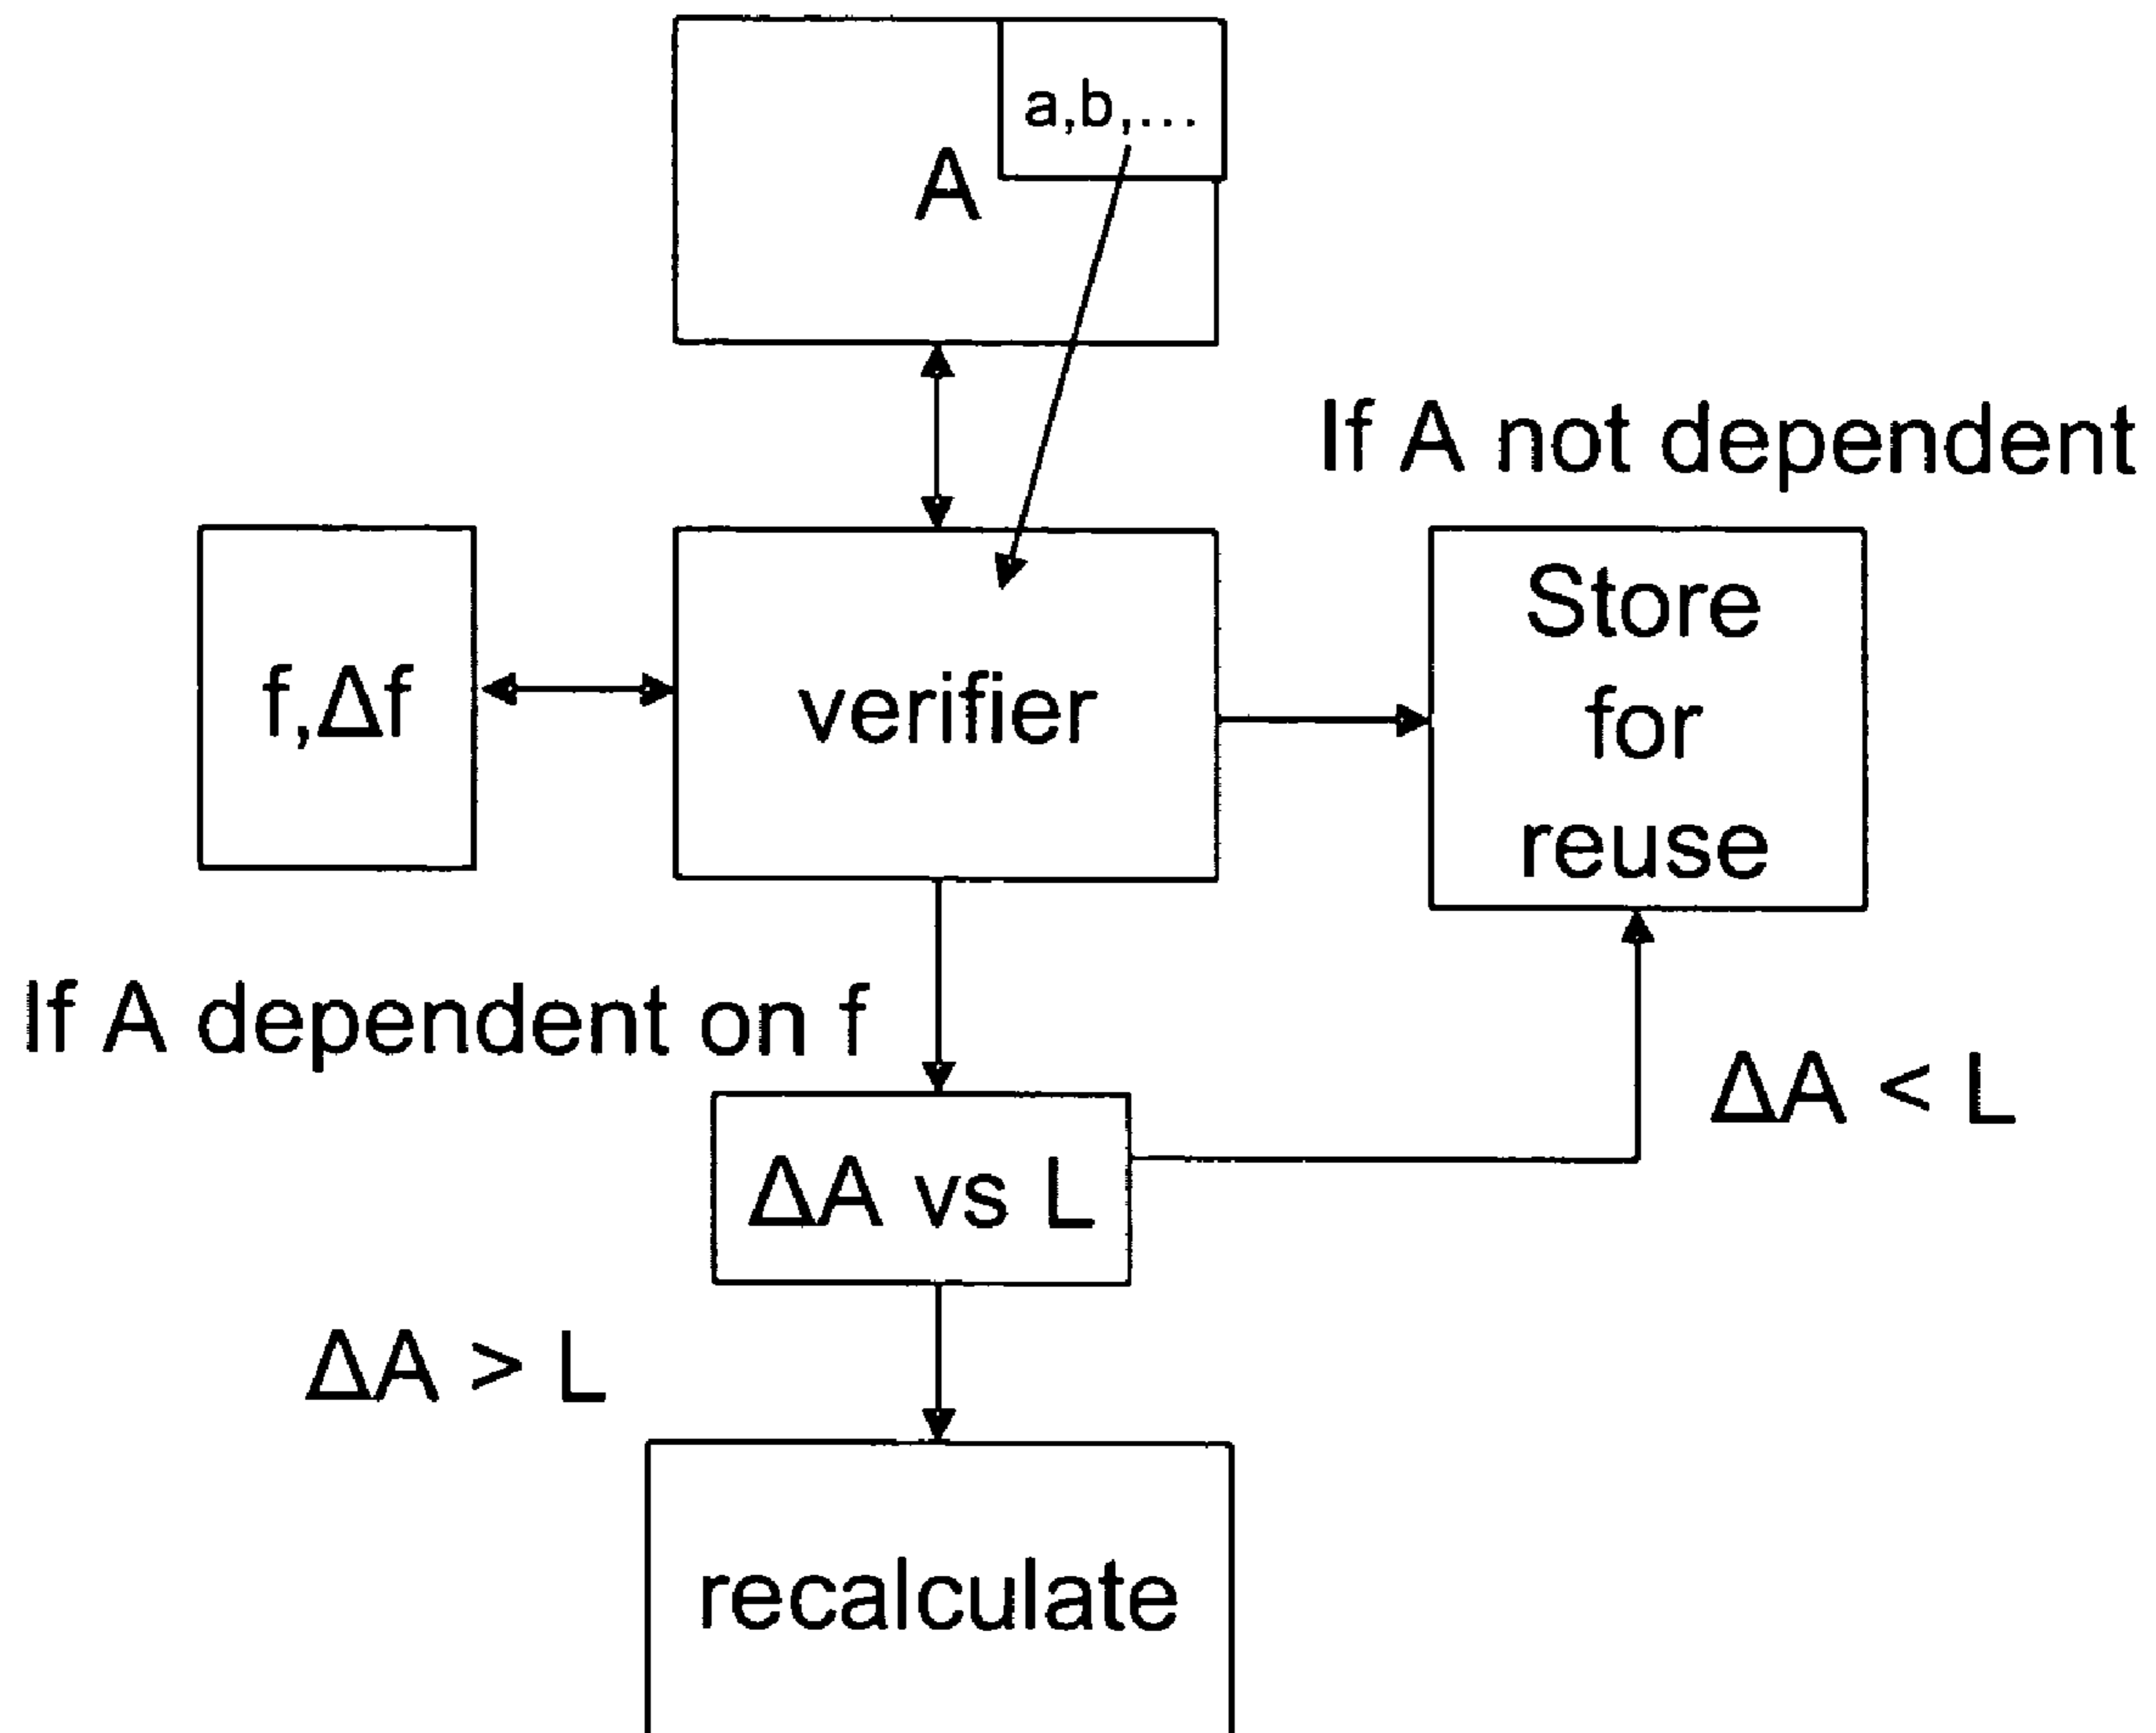 a,b,...
A
If A not dependent
f,Δf
verifier
Store
for
reuse
If A dependent on f
ΔA < L
ΔA vs L
ΔA > L
recalculate